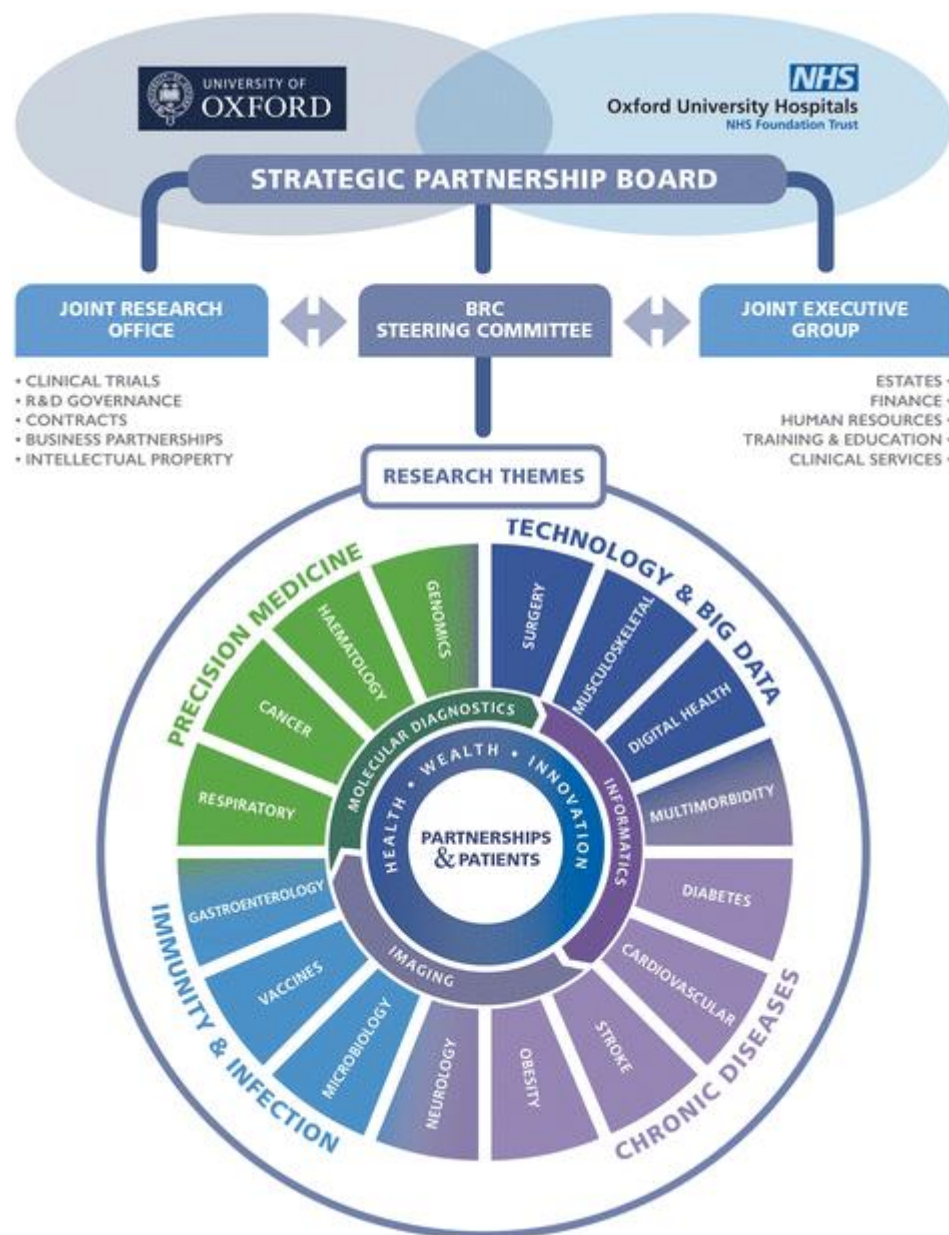 UNIVERSITY OF
OXFORD
NHS
Oxford University Hospitals
NHS Foundation Trust
STRATEGIC PARTNERSHIP BOARD
JOINT RESEARCH
OFFICE
BRC
STEERING COMMITTEE
JOINT EXECUTIVE
GROUP
• CLINICAL TRIALS
• R&D GOVERNANCE
• CONTRACTS
• BUSINESS PARTNERSHIPS
• INTELLECTUAL PROPERTY
ESTATES •
FINANCE •
HUMAN RESOURCES •
TRAINING & EDUCATION •
CLINICAL SERVICES •
RESEARCH THEMES
PRECISION MEDICINE
RESPIRATORY
CANCER
HAEMATOLOGY
GENOMICS
TECHNOLOGY & BIG DATA
SURGERY
MUSCULOSKELETAL
DIGITAL HEALTH
MULTIMORBIDITY
CHRONIC DISEASES
DIABETES
CARDIOVASCULAR
STROKE
OBESITY
NEUROLOGY
IMMUNITY & INFECTION
MICROBIOLOGY
VACCINES
GASTROENTEROLOGY
MOLECULAR DIAGNOSTICS
INFORMATICS
IMAGING
HEALTH • WEALTH • INNOVATION
PARTNERSHIPS
& PATIENTS